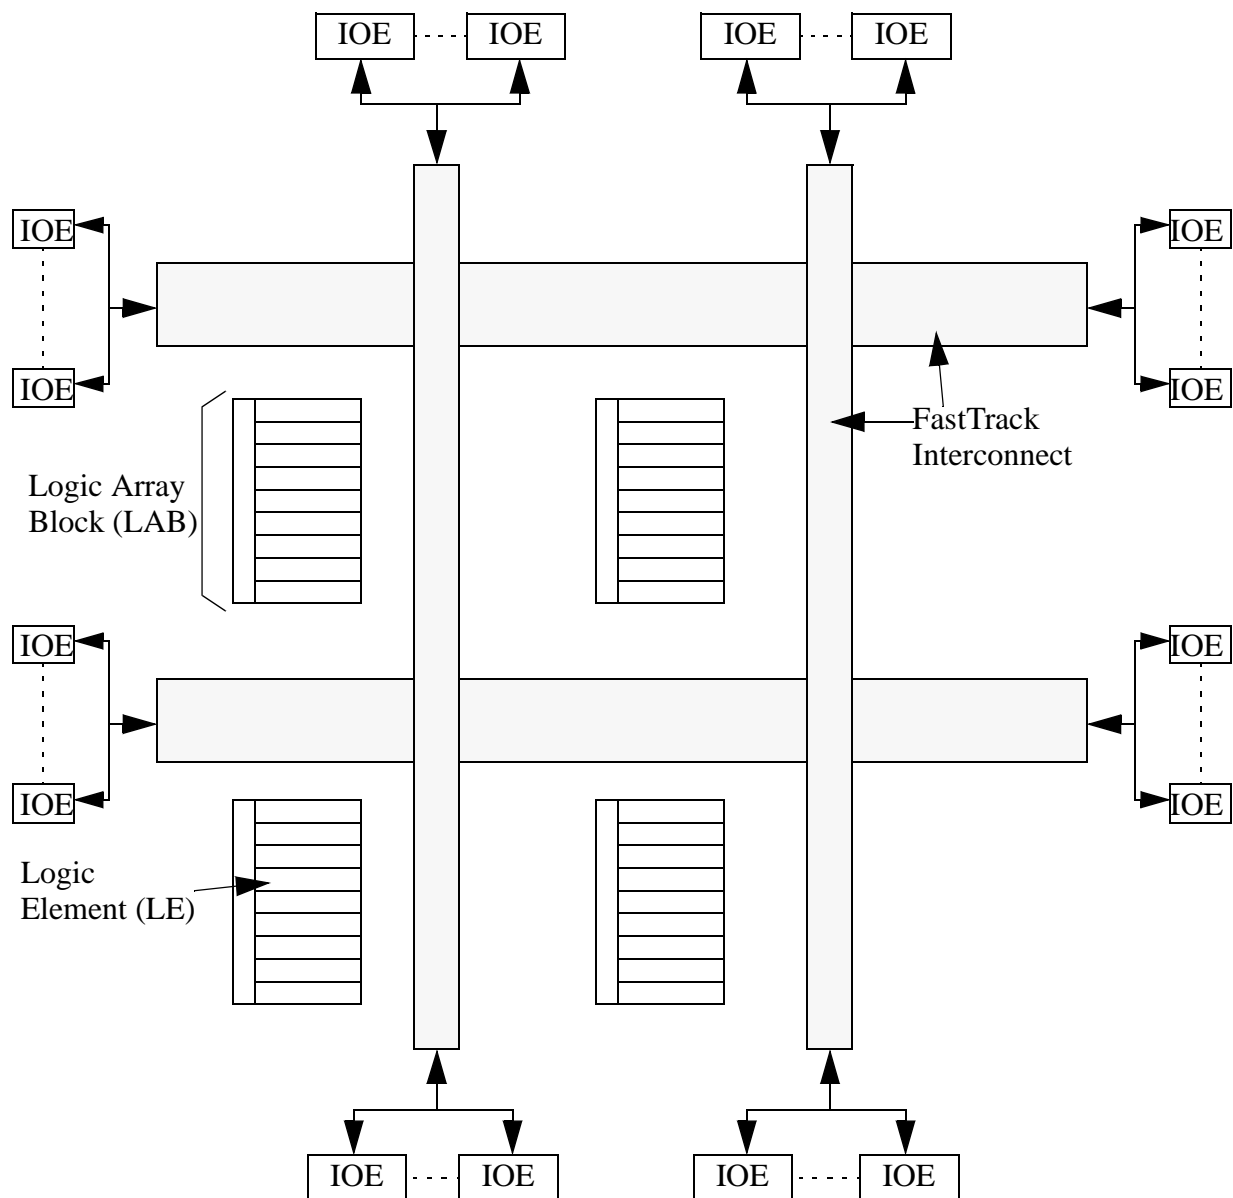 IOE IOE IOE IOE
IOE IOE
IOE IOE
FastTrack
Interconnect
Logic Array
Block (LAB)
IOE IOE
IOE IOE
Logic
Element (LE)
IOE IOE IOE IOE